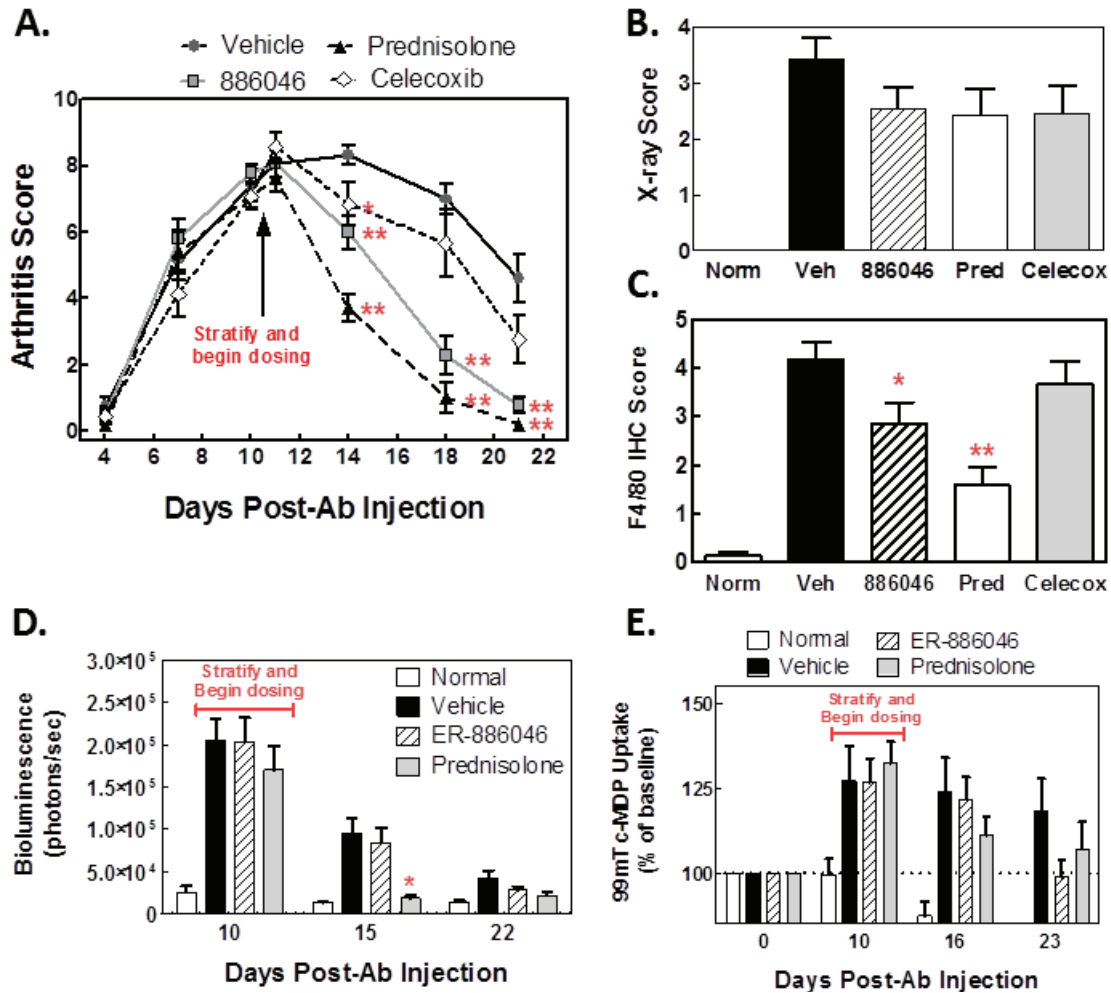 A.
Vehicle Prednisolone
886046 Celecoxib
10
8
6
4
2
0
Arthritis Score
* 
**
**
**
**
**
**
Stratify and
begin dosing
4 6 8 10 12 14 16 18 20 22
Days Post-Ab Injection
B.
4
3
2
1
0
X-ray Score
Norm Veh 886046 Pred Celecox
C.
5
4
3
2
1
0
F4/80 IHC Score
*
**
Norm Veh 886046 Pred Celecox
D.
3.0×10⁵
2.5×10⁵
2.0×10⁵
1.5×10⁵
1.0×10⁵
5.0×10⁴
0
Bioluminescence
(photons/sec)
Stratify and
Begin dosing
Normal
Vehicle
ER-886046
Prednisolone
*
10 15 22
Days Post-Ab Injection
E.
Normal ER-886046
Vehicle Prednisolone
150
125
100
99mTc-MDP Uptake
(% of baseline)
Stratify and
Begin dosing
0 10 16 23
Days Post-Ab Injection